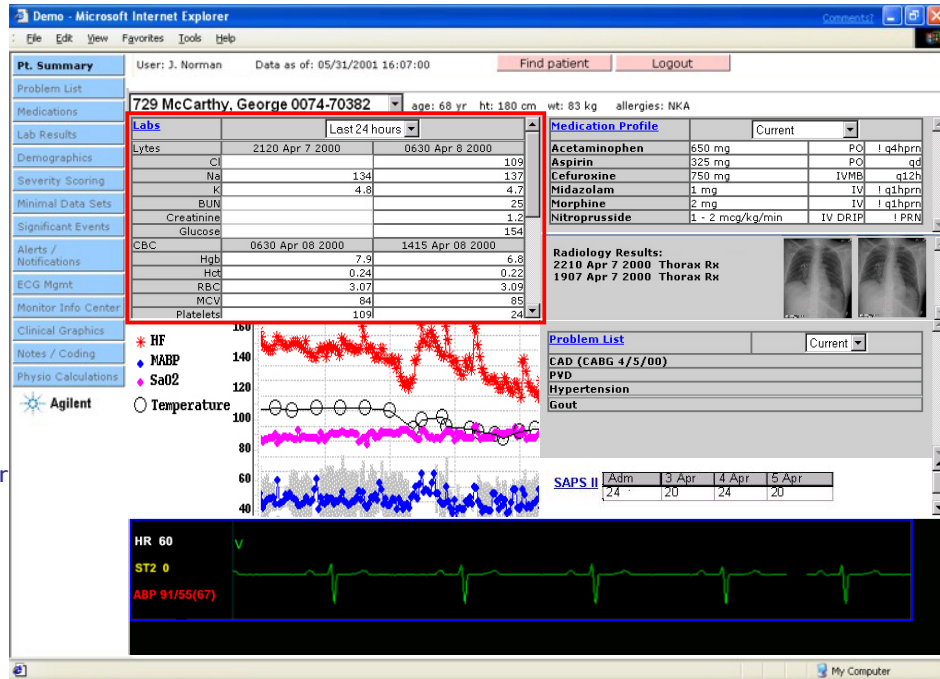 Demo - Microsoft Internet Explorer
Comments?
File Edit View Favorites Tools Help
Pt. Summary
User: J. Norman Data as of: 05/31/2001 16:07:00 Find patient Logout
Problem List
Medications
Lab Results
Demographics
Severity Scoring
Minimal Data Sets
Significant Events
Alerts /
Notifications
ECG Mgmt
Monitor Info Center
Clinical Graphics
Notes / Coding
Physio Calculations
Agilent
r
729 McCarthy, George 0074-70382 age: 68 yr ht: 180 cm wt: 83 kg allergies: NKA
Labs Last 24 hours
Lytes 2120 Apr 7 2000 0630 Apr 8 2000
Cl 109
Na 134 137
K 4.8 4.7
BUN 25
Creatinine 1.2
Glucose 154
CBC 0630 Apr 08 2000 1415 Apr 08 2000
Hgb 7.9 6.8
Hct 0.24 0.22
RBC 3.07 3.09
MCV 84 85
Platelets 109 24
Medication Profile Current
Acetaminophen 650 mg PO ! q4hprn
Aspirin 325 mg PO qd
Cefuroxine 750 mg IVMB q12h
Midazolam 1 mg IV ! q1hprn
Morphine 2 mg IV ! q1hprn
Nitroprusside 1 - 2 mcg/kg/min IV DRIP ! PRN
Radiology Results:
2210 Apr 7 2000 Thorax Rx
1907 Apr 7 2000 Thorax Rx
HF
MABP
SaO2
Temperature
160
140
120
100
80
60
40
Problem List Current
CAD (CABG 4/5/00)
PVD
Hypertension
Gout
SAPS II Adm 3 Apr 4 Apr 5 Apr
24 20 24 20
HR 60
V
ST2 0
ABP 91/55(67)
My Computer